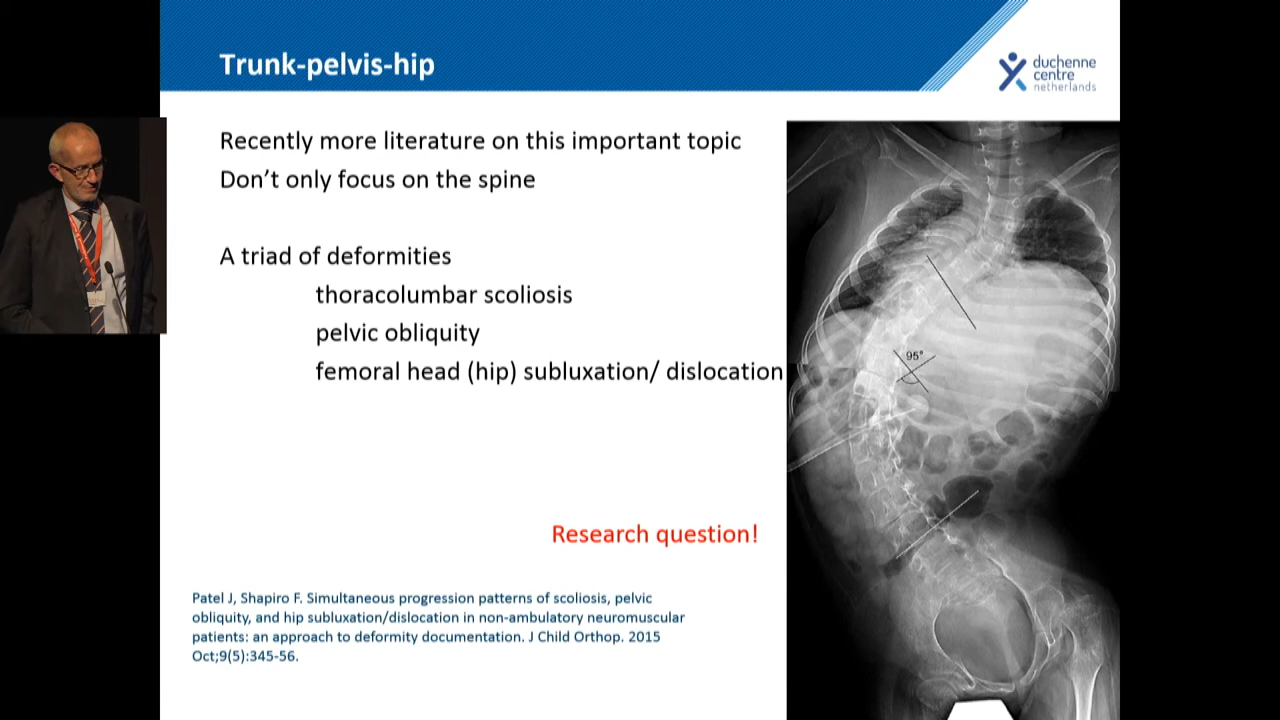 Trunk-pelvis-hip
duchenne
centre
netherlands
Recently more literature on this important topic
Don't only focus on the spine
A triad of deformities
thoracolumbar scoliosis
pelvic obliquity
femoral head (hip) subluxation/ dislocation
95°
Research question!
Patel J, Shapiro F. Simultaneous progression patterns of scoliosis, pelvic
obliquity, and hip subluxation/dislocation in non-ambulatory neuromuscular
patients: an approach to deformity documentation. J Child Orthop. 2015
Oct;9(5):345-56.